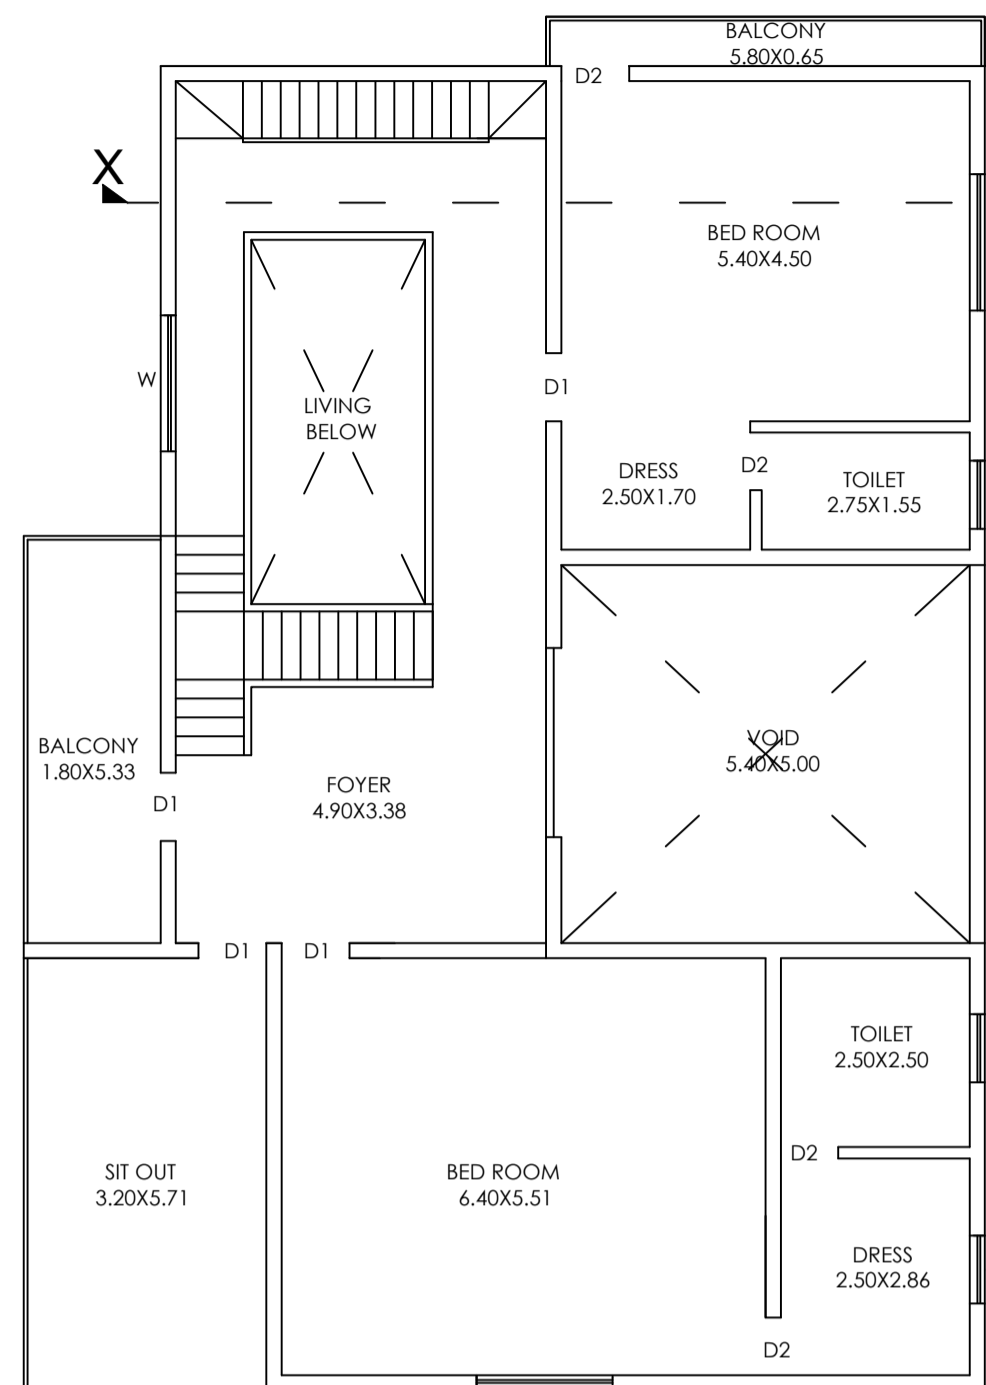 BALCONY
5.80X0.65
D2
X
BED ROOM
5.40X4.50
W
D1
LIVING
BELOW
DRESS
2.50X1.70
D2
TOILET
2.75X1.55
BALCONY
1.80X5.33
D1
FOYER
4.90X3.38
VOID
5.40X5.00
D1
D1
TOILET
2.50X2.50
D2
SIT OUT
3.20X5.71
BED ROOM
6.40X5.51
DRESS
2.50X2.86
D2